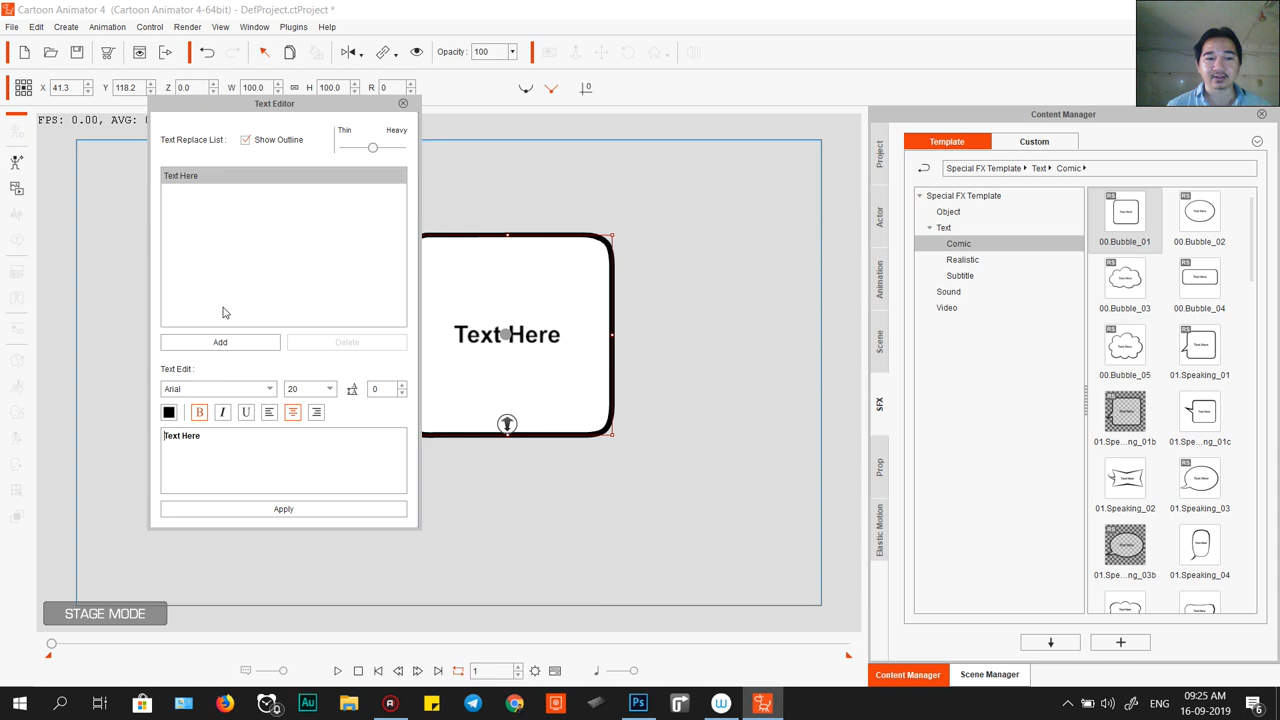 Cartoon Animator 4 (Cartoon Animator 4-64bit) - DefProject.ctProject *
File Edit Create Animation Control Render View Window Plugins Help
Opacity : 100
X 41.3 Y 118.2 Z 0.0 W 100.0 H 100.0 R 0
Text Editor
FPS: 0.00, AVG: 0
Text Replace List : Show Outline
Thin Heavy
Text Here
Add Delete
Text Edit :
Arial 20 0
B I U
Text Here
Apply
Text Here
STAGE MODE
1
Content Manager
Template Custom
Project
Actor
Animation
Scene
SFX
Prop
Elastic Motion
Special FX Template Text Comic
Special FX Template
Object
Text
Comic
Realistic
Subtitle
Sound
Video
00.Bubble_01 00.Bubble_02
00.Bubble_03 00.Bubble_04
00.Bubble_05 01.Speaking_01
01.Spe...ng_01b 01.Spe...ng_01c
01.Speaking_02 01.Speaking_03
01.Spe...ng_03b 01.Speaking_04
Content Manager Scene Manager
Au
Ps
ENG
09:25 AM
16-09-2019
6